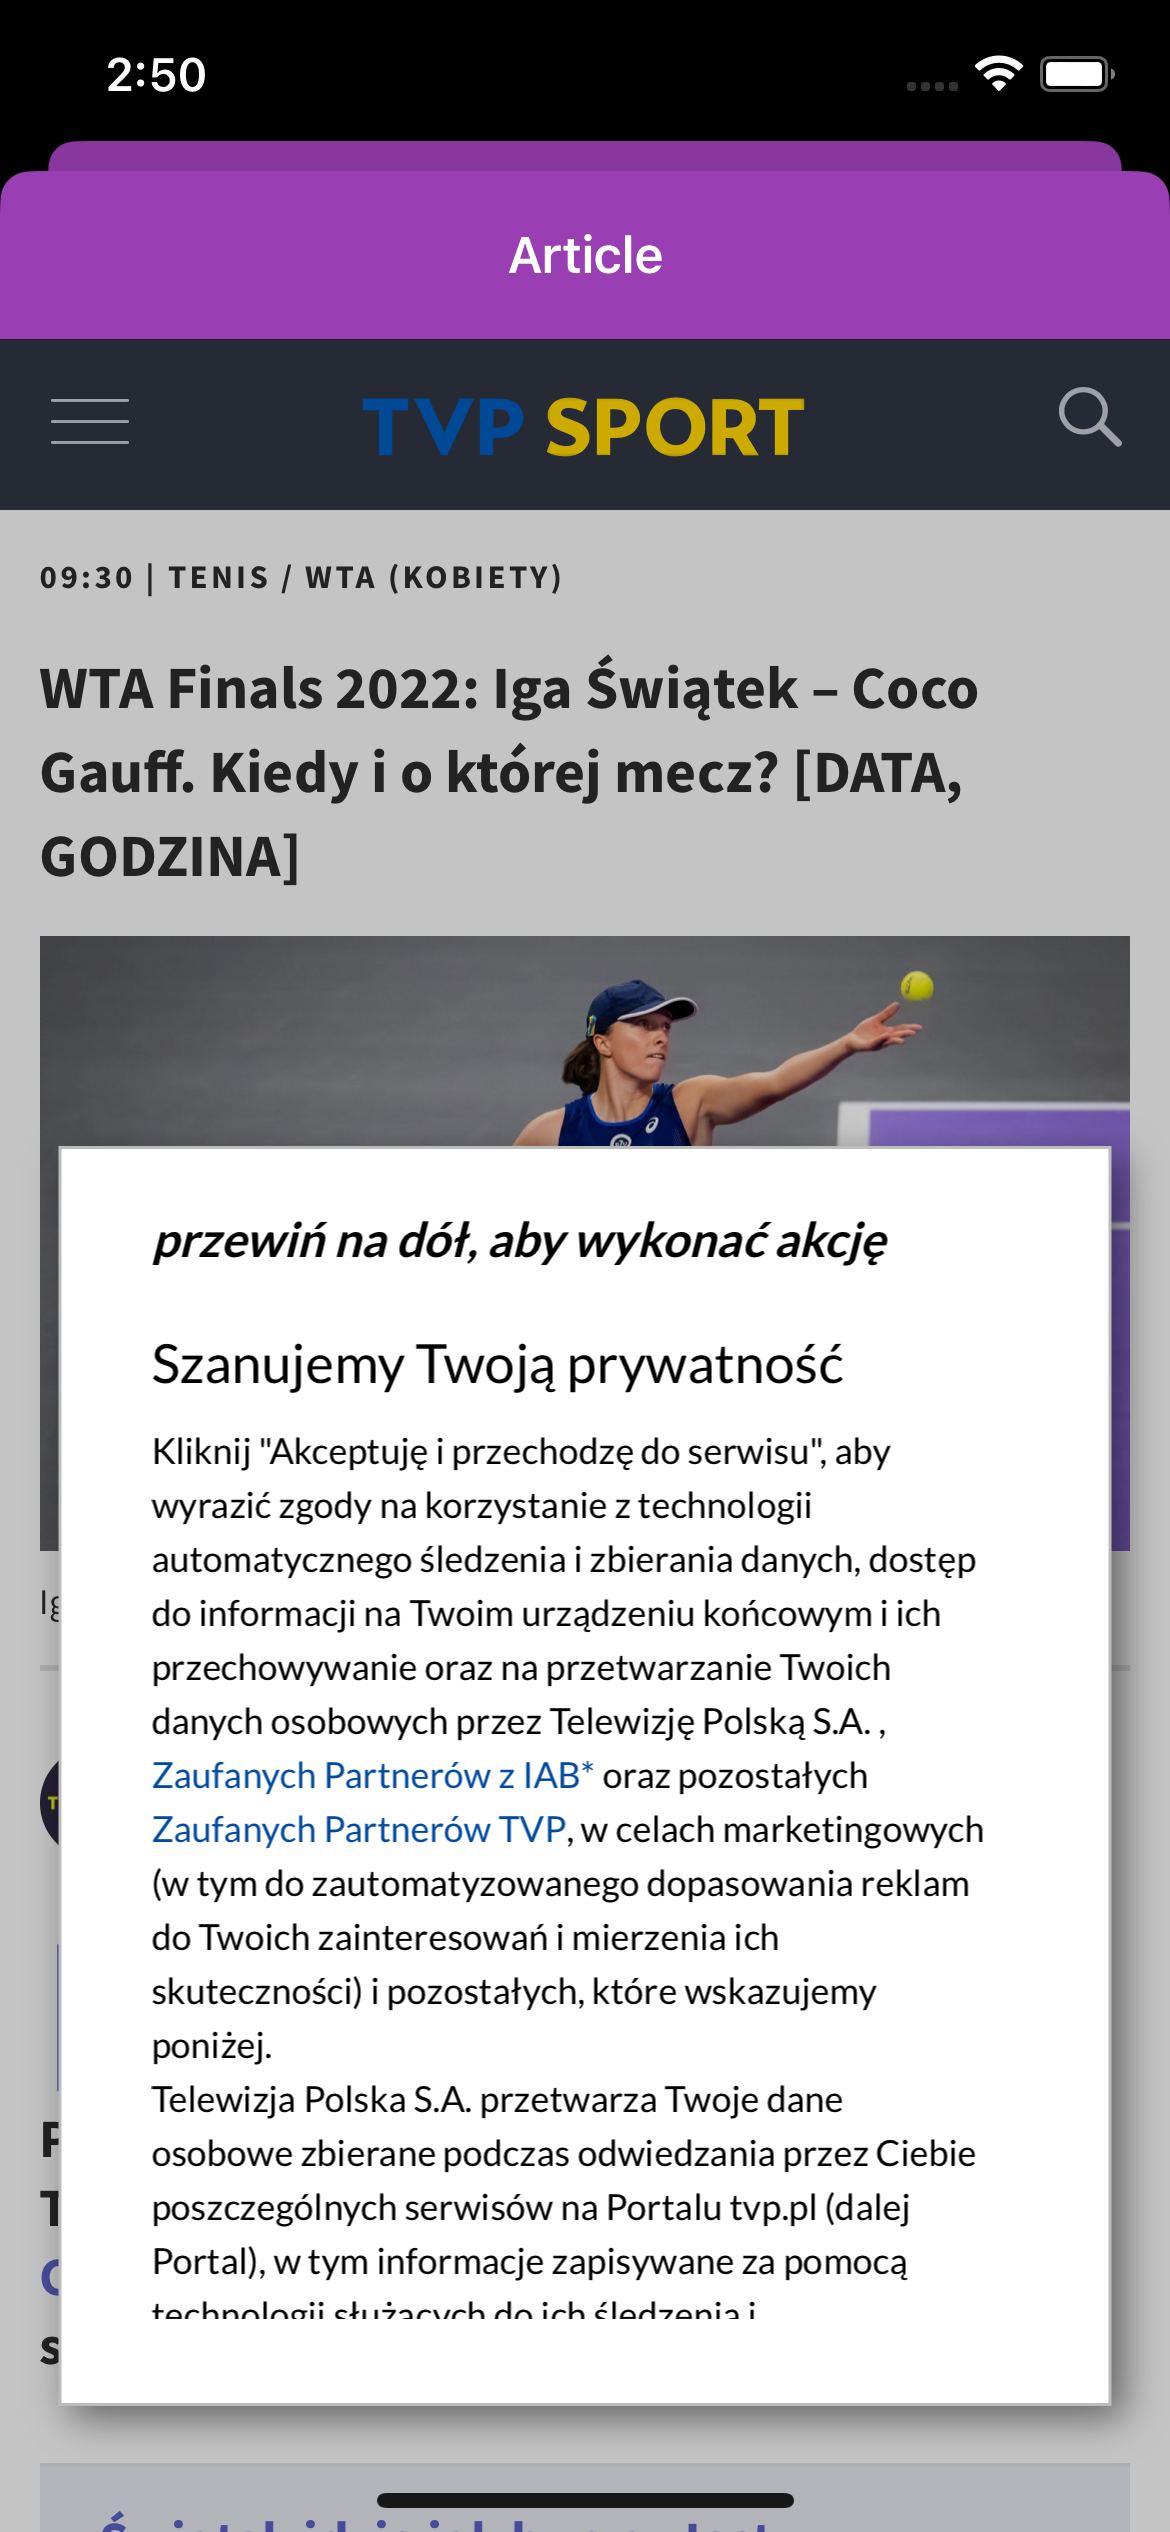 2:50
Article
TVP SPORT
09:30 | TENIS / WTA (KOBIETY)
WTA Finals 2022: Iga Świątek – Coco
Gauff. Kiedy i o której mecz? [DATA,
GODZINA]
przewiń na dół, aby wykonać akcję
Szanujemy Twoją prywatność
Kliknij "Akceptuję i przechodzę do serwisu", aby
wyrazić zgody na korzystanie z technologii
automatycznego śledzenia i zbierania danych, dostęp
do informacji na Twoim urządzeniu końcowym i ich
przechowywanie oraz na przetwarzanie Twoich
danych osobowych przez Telewizję Polską S.A. ,
Zaufanych Partnerów z IAB* oraz pozostałych
Zaufanych Partnerów TVP, w celach marketingowych
(w tym do zautomatyzowanego dopasowania reklam
do Twoich zainteresowań i mierzenia ich
skuteczności) i pozostałych, które wskazujemy
poniżej.
Telewizja Polska S.A. przetwarza Twoje dane
osobowe zbierane podczas odwiedzania przez Ciebie
poszczególnych serwisów na Portalu tvp.pl (dalej
Portal), w tym informacje zapisywane za pomocą
technologii służących do ich śledzenia i